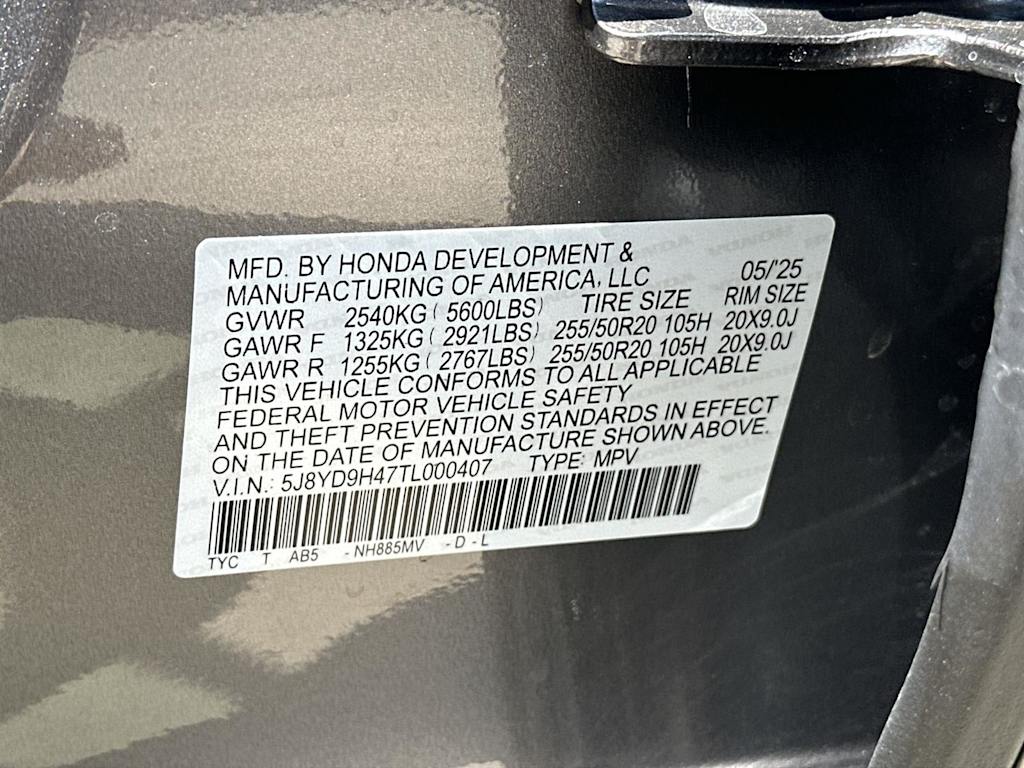 MFD. BY HONDA DEVELOPMENT &
MANUFACTURING OF AMERICA, LLC 05/'25
GVWR 2540KG ( 5600LBS) TIRE SIZE RIM SIZE
GAWR F 1325KG ( 2921LBS) 255/50R20 105H 20X9.0J
GAWR R 1255KG ( 2767LBS) 255/50R20 105H 20X9.0J
THIS VEHICLE CONFORMS TO ALL APPLICABLE
FEDERAL MOTOR VEHICLE SAFETY
AND THEFT PREVENTION STANDARDS IN EFFECT
ON THE DATE OF MANUFACTURE SHOWN ABOVE.
V.I.N.: 5J8YD9H47TL000407 TYPE: MPV
TYC T AB5 -NH885MV -D-L